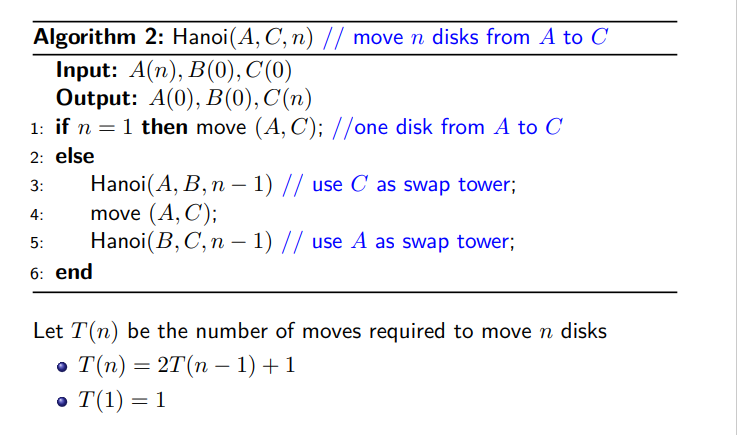 Algorithm 2: Hanoi(A, C, n) // move n disks from A to C
Input: A(n), B(0), C(0)
Output: A(0), B(0), C(n)
1: if n = 1 then move (A, C); //one disk from A to C
2: else
3: Hanoi(A, B, n − 1) // use C as swap tower;
4: move (A, C);
5: Hanoi(B, C, n − 1) // use A as swap tower;
6: end
Let T(n) be the number of moves required to move n disks
T(n) = 2T(n − 1) + 1
T(1) = 1